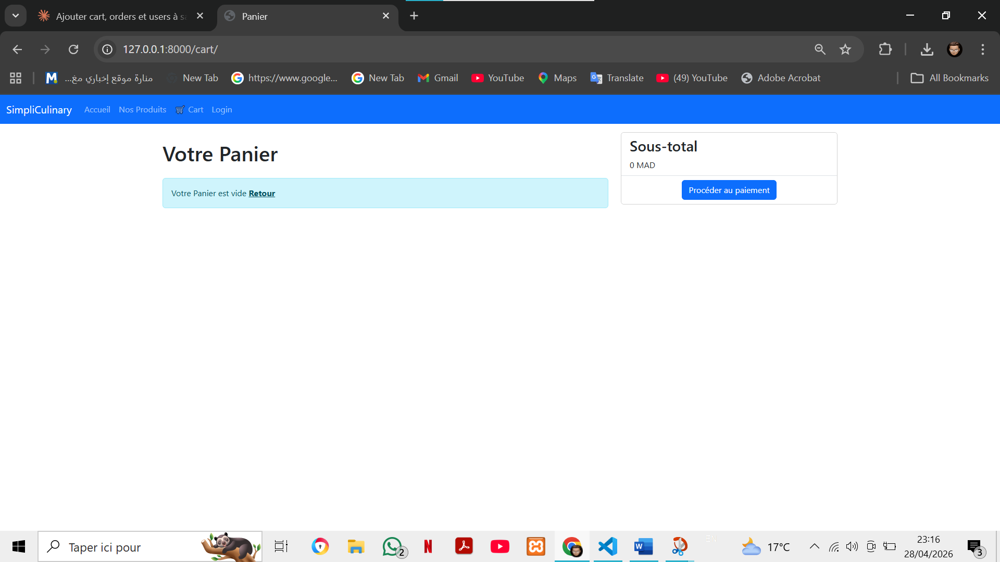 Ajouter cart, orders et users à sa
Panier
127.0.0.1:8000/cart/
منارة موقع إخباري مغ...
New Tab
https://www.google...
New Tab
Gmail
YouTube
Maps
Translate
(49) YouTube
Adobe Acrobat
All Bookmarks
SimpliCulinary
Accueil
Nos Produits
Cart
Login
Votre Panier
Votre Panier est vide Retour
Sous-total
0 MAD
Procéder au paiement
Taper ici pour
2
17°C
23:16
28/04/2026
3